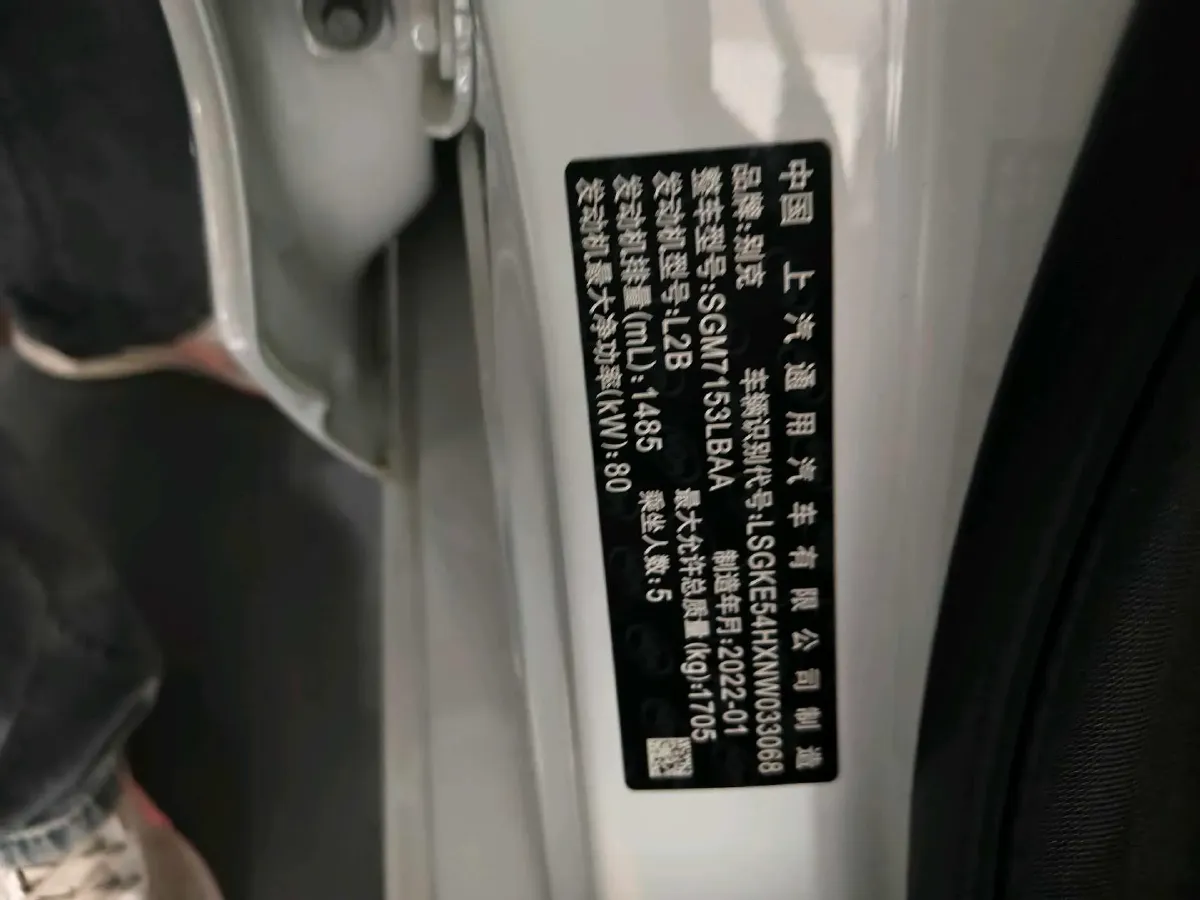 中国 上汽通用汽车有限公司 制造
品牌:别克 车辆识别代号:LSGKE54HXNW033068
整车型号:SGM7153LBAA 制造年月:2022-01
发动机型号:L2B 最大允许总质量(kg):1705
发动机排量(mL):1485 乘坐人数:5
发动机最大净功率(kW):80